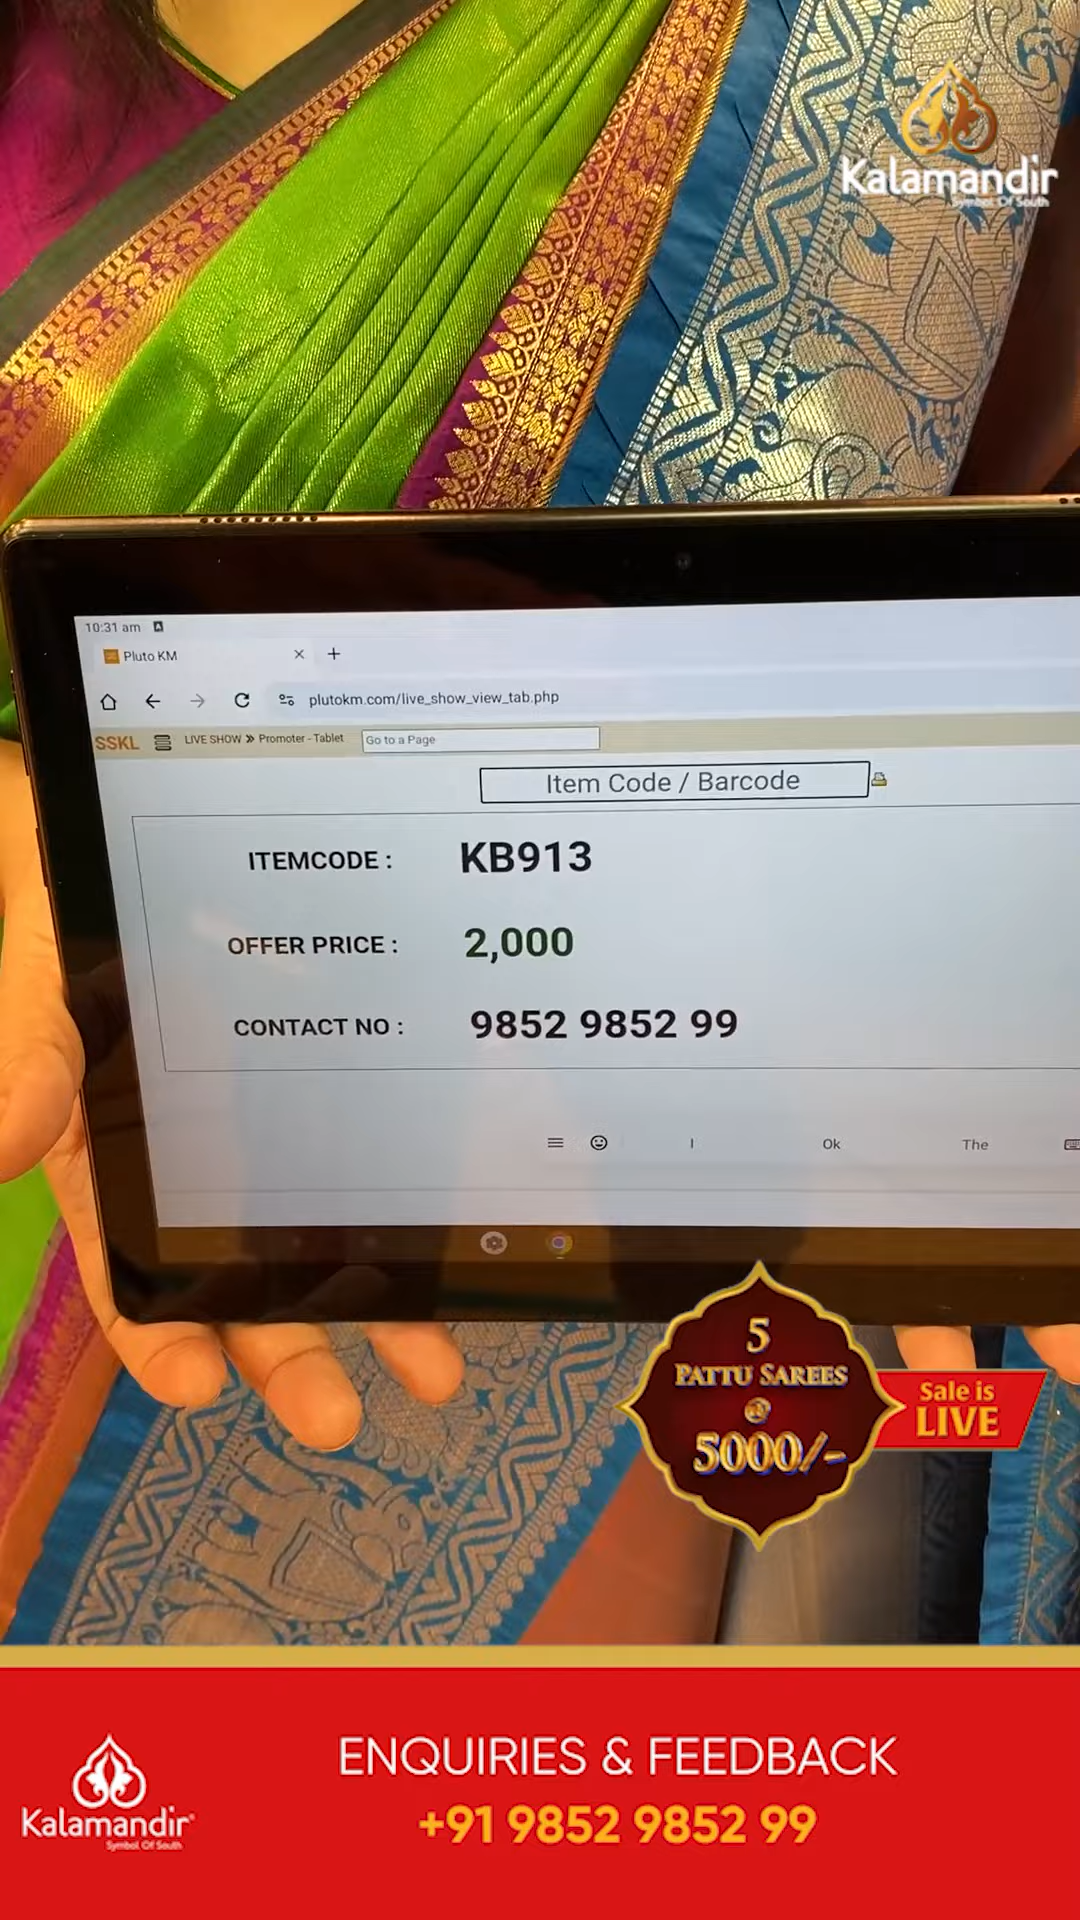 Kalamandir
Symbol Of South
10:31 am
Pluto KM
plutokm.com/live_show_view_tab.php
SSKL
LIVE SHOW » Promoter - Tablet
Go to a Page
Item Code / Barcode
ITEMCODE : KB913
OFFER PRICE : 2,000
CONTACT NO : 9852 9852 99
I Ok The
5
PATTU SAREES
@
5000/-
Sale is
LIVE
ENQUIRIES & FEEDBACK
+91 9852 9852 99
Kalamandir
Symbol Of South